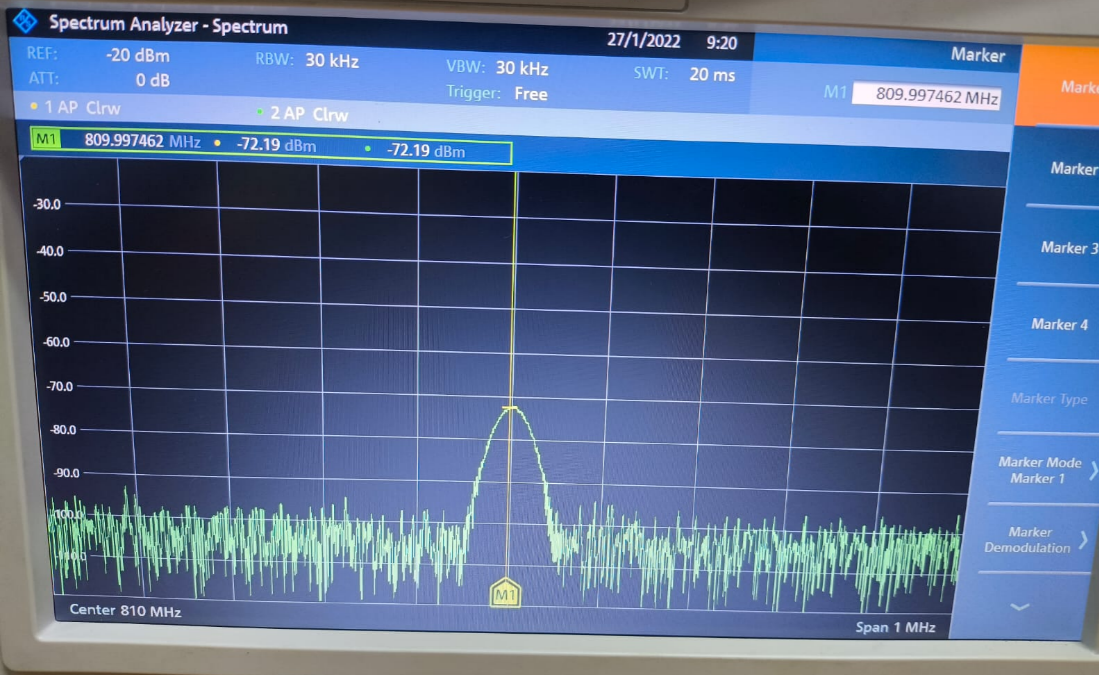 Spectrum Analyzer - Spectrum
27/1/2022 9:20
Marker
REF: -20 dBm
RBW: 30 kHz
VBW: 30 kHz
SWT: 20 ms
ATT: 0 dB
Trigger: Free
M1 809.997462 MHz
1 AP Clrw
2 AP Clrw
M1 809.997462 MHz -72.19 dBm -72.19 dBm
-30.0
-40.0
-50.0
-60.0
-70.0
-80.0
-90.0
-100.0
M1
Center 810 MHz
Span 1 MHz
Marke
Marker
Marker 3
Marker 4
Marker Type
Marker Mode
Marker 1
Marker
Demodulation